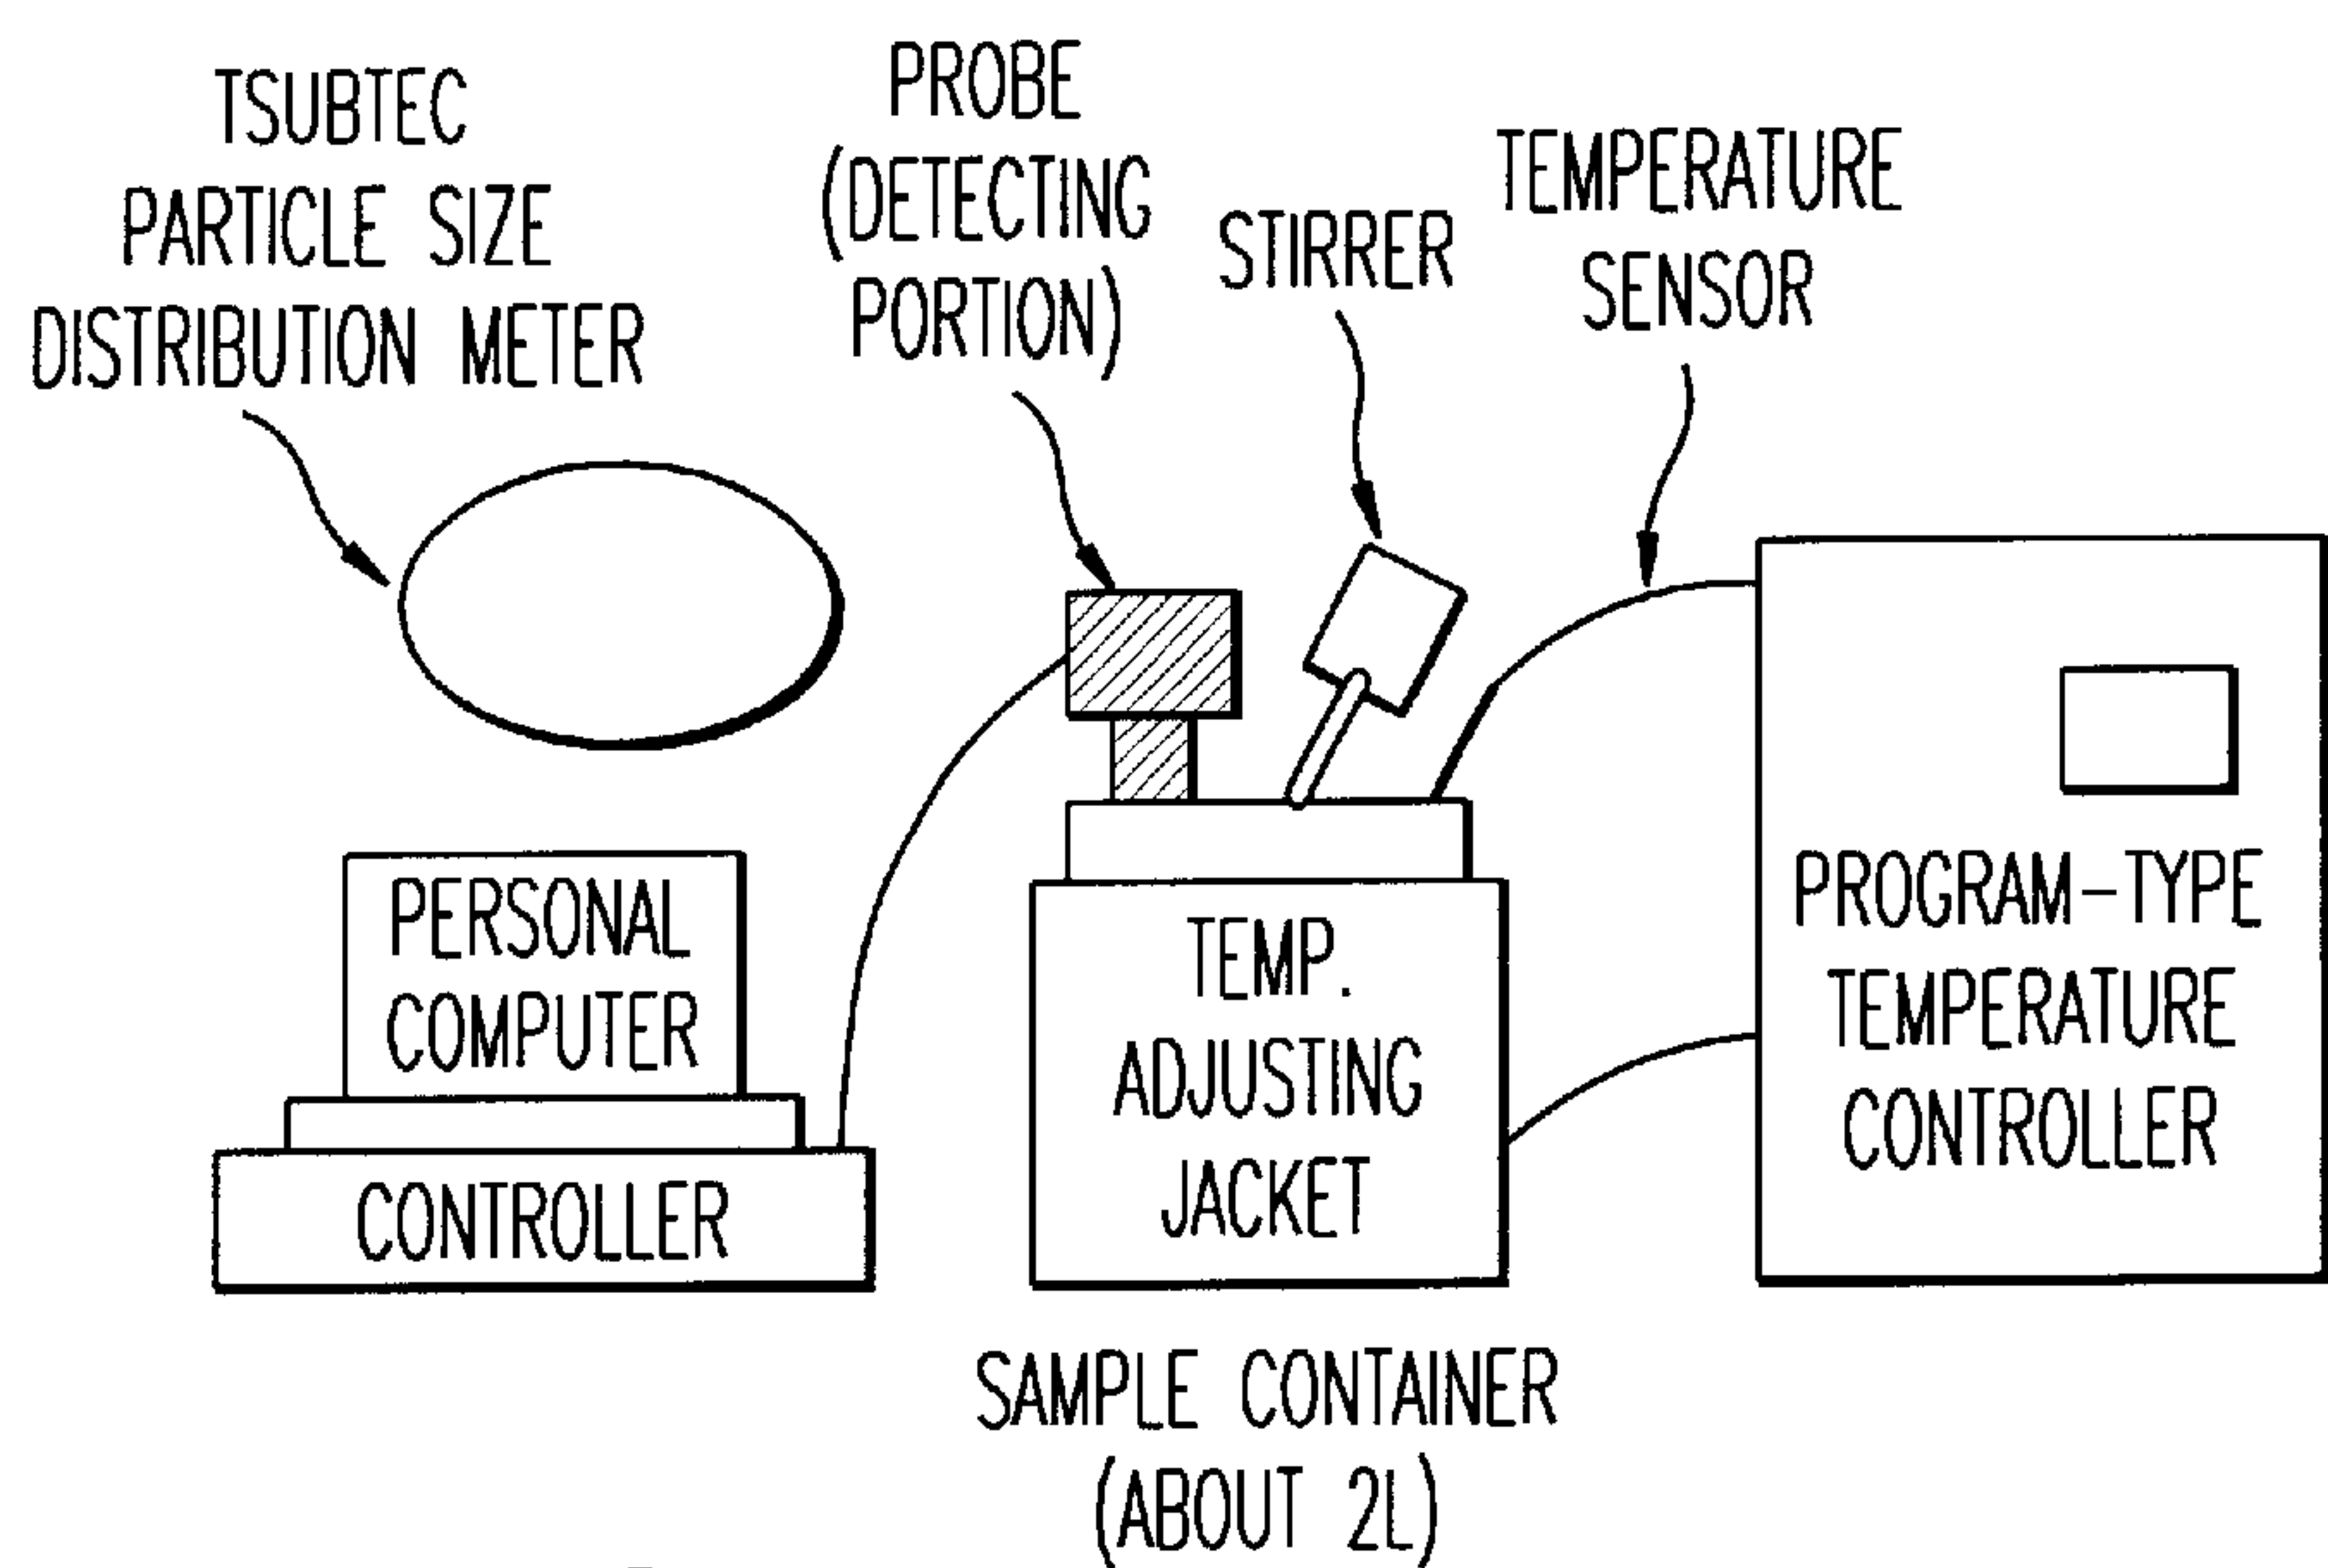 TSUBTEC
PARTICLE SIZE
DISTRIBUTION METER
PROBE
(DETECTING
PORTION)
STIRRER
TEMPERATURE
SENSOR
PERSONAL
COMPUTER
CONTROLLER
TEMP.
ADJUSTING
JACKET
PROGRAM-TYPE
TEMPERATURE
CONTROLLER
SAMPLE CONTAINER
(ABOUT 2L)